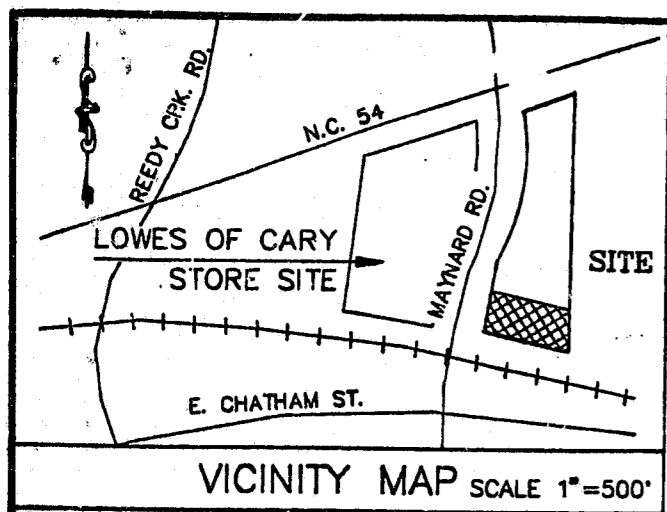 REEDY CRK. RD.
N.C. 54
LOWES OF CARY
STORE SITE
MAYNARD RD.
SITE
E. CHATHAM ST.
VICINITY MAP SCALE 1"=500'